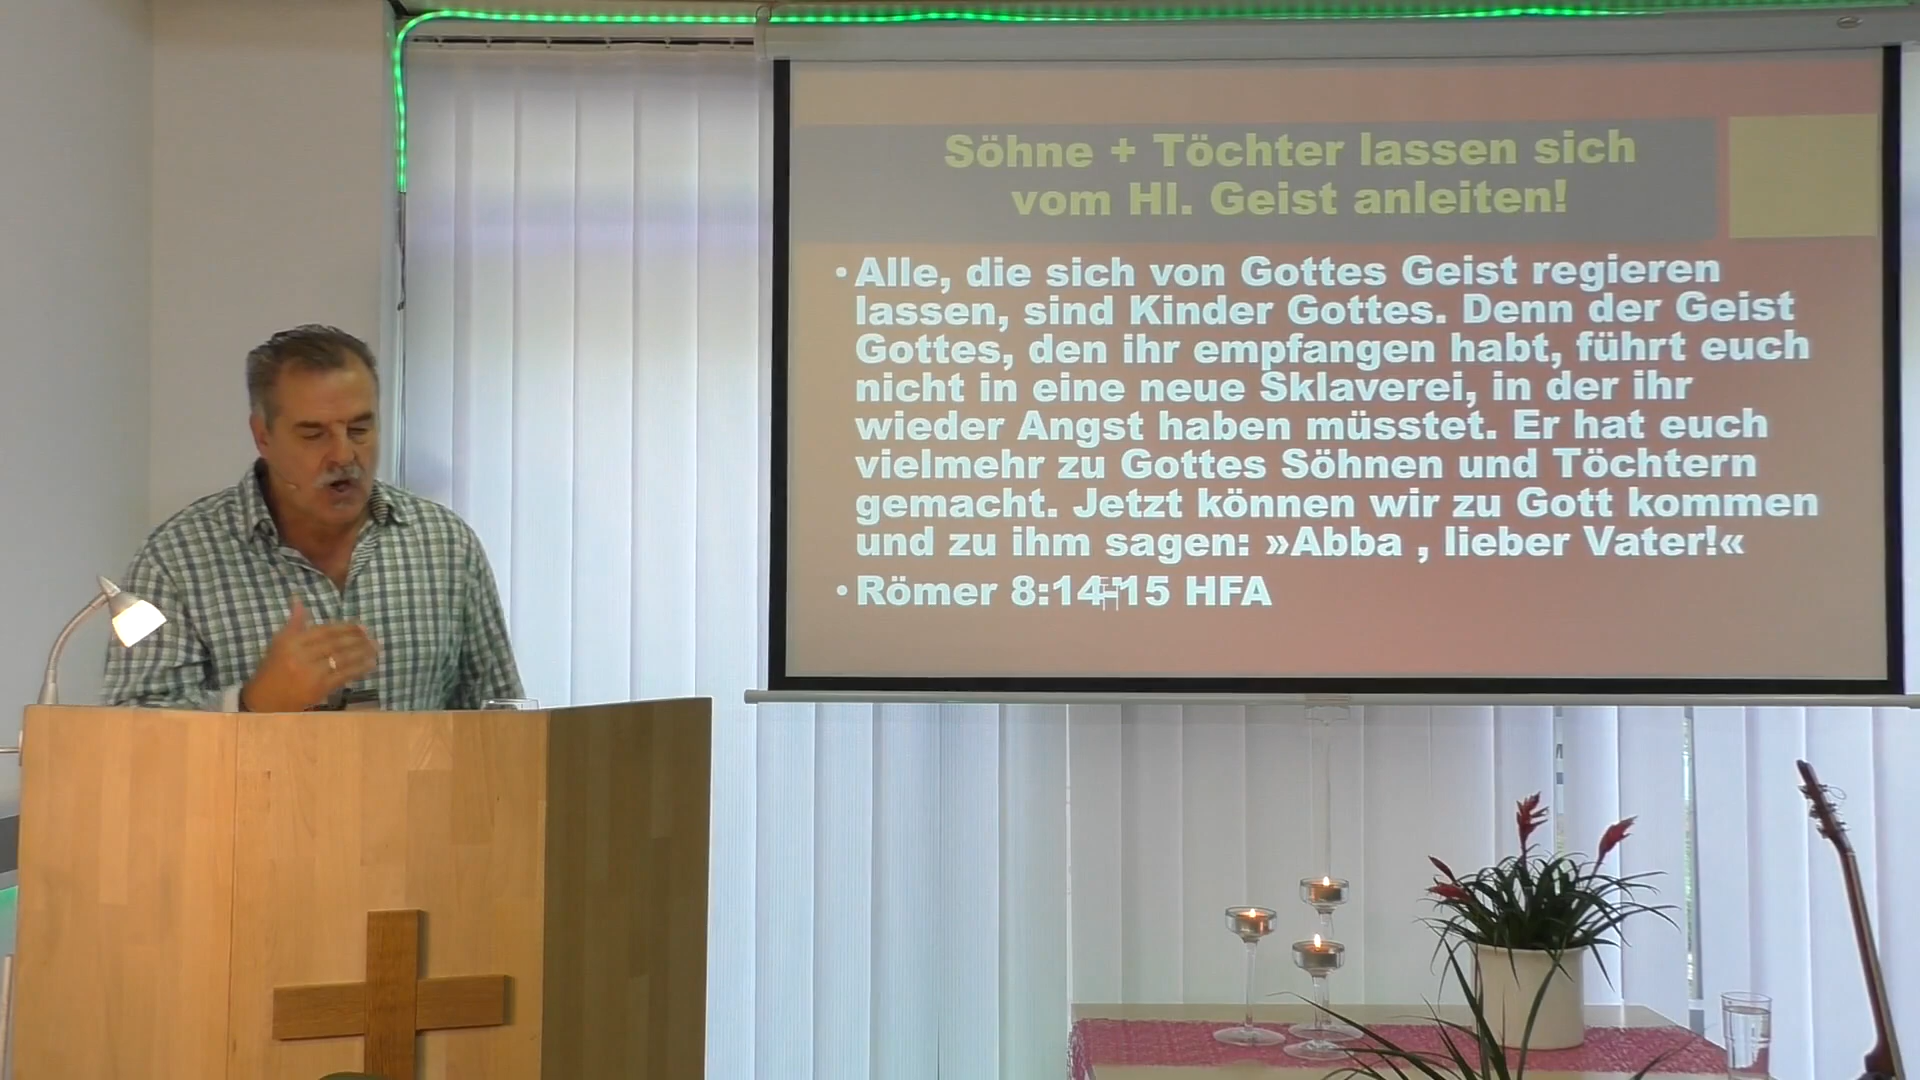 Söhne + Töchter lassen sich
vom Hl. Geist anleiten!
• Alle, die sich von Gottes Geist regieren
lassen, sind Kinder Gottes. Denn der Geist
Gottes, den ihr empfangen habt, führt euch
nicht in eine neue Sklaverei, in der ihr
wieder Angst haben müsstet. Er hat euch
vielmehr zu Gottes Söhnen und Töchtern
gemacht. Jetzt können wir zu Gott kommen
und zu ihm sagen: »Abba , lieber Vater!«
• Römer 8:14-15 HFA